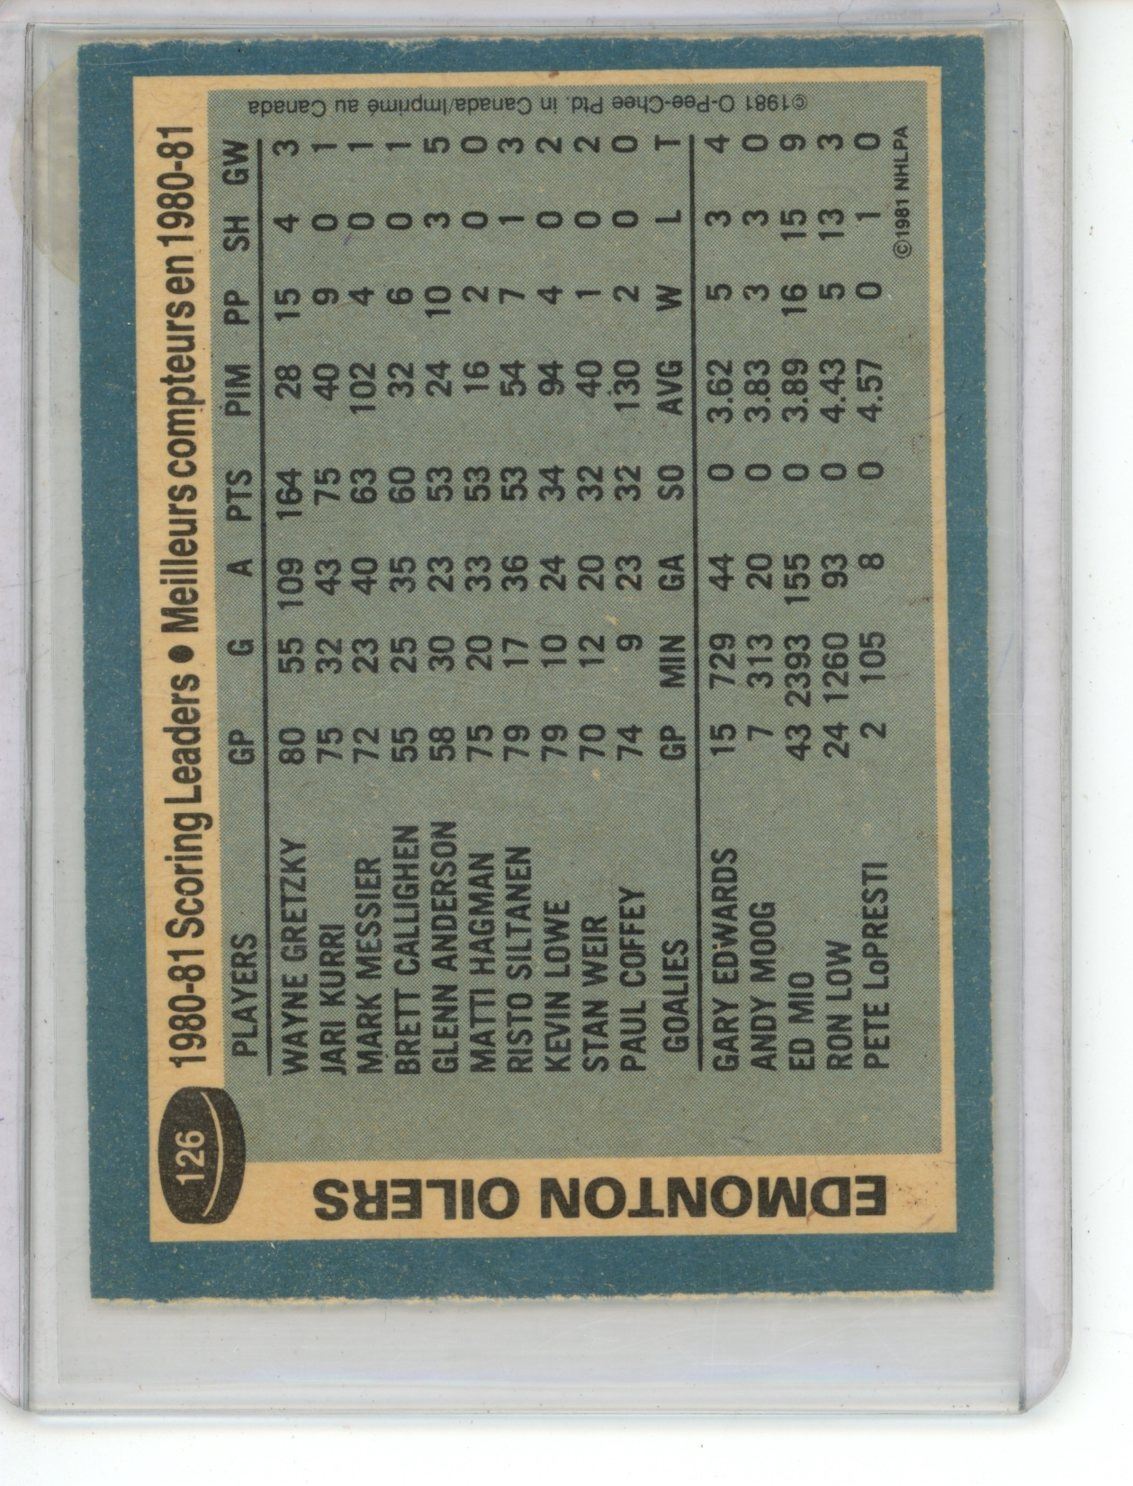 126
1980-81 Scoring Leaders ● Meilleurs compteurs en 1980-81
PLAYERS GP G A PTS PIM PP SH GW
WAYNE GRETZKY 80 55 109 164 28 15 4 3
JARI KURRI 75 32 43 75 40 9 0 1
MARK MESSIER 72 23 40 63 102 4 0 1
BRETT CALLIGHEN 55 25 35 60 32 6 0 1
GLENN ANDERSON 58 30 23 53 24 10 3 5
MATTI HAGMAN 75 20 33 53 16 2 0 0
RISTO SILTANEN 79 17 36 53 54 7 1 3
KEVIN LOWE 79 10 24 34 94 4 0 2
STAN WEIR 70 12 20 32 40 1 0 2
PAUL COFFEY 74 9 23 32 130 2 0 0
GOALIES GP MIN GA SO AVG W L T
GARY EDWARDS 15 729 44 0 3.62 5 3 4
ANDY MOOG 7 313 20 0 3.83 3 3 0
ED MIO 43 2393 155 0 3.89 16 15 9
RON LOW 24 1260 93 0 4.43 5 13 3
PETE LoPRESTI 2 105 8 0 4.57 0 1 0
©1981 NHLPA
©1981 O-Pee-Chee Ptd. in Canada/Imprimé au Canada
EDMONTON OILERS